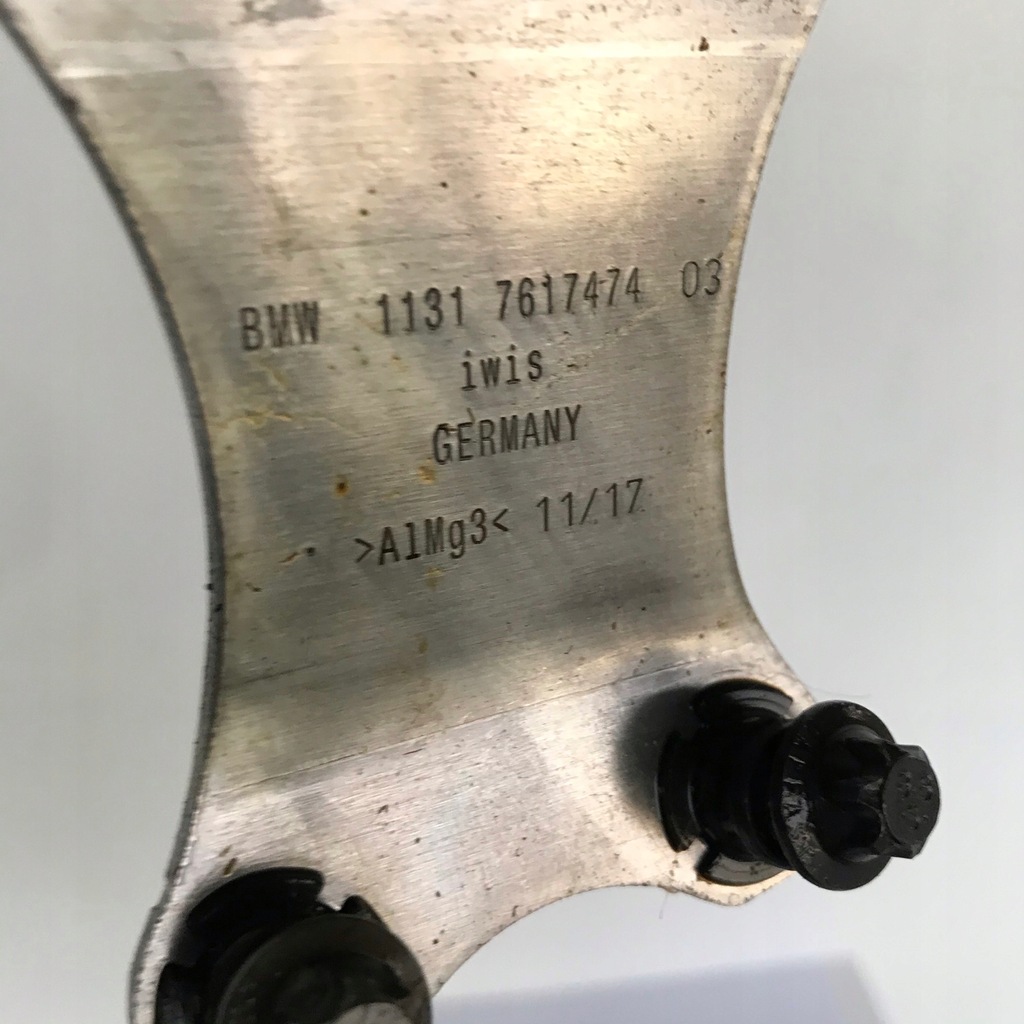 BMW 1131 7617474 03
iwis
GERMANY
>AlMg3< 11/17